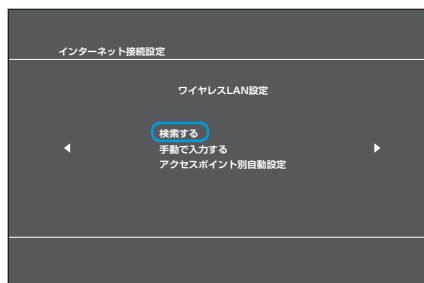 インターネット接続設定
ワイヤレスLAN設定
検索する
手動で入力する
アクセスポイント別自動設定